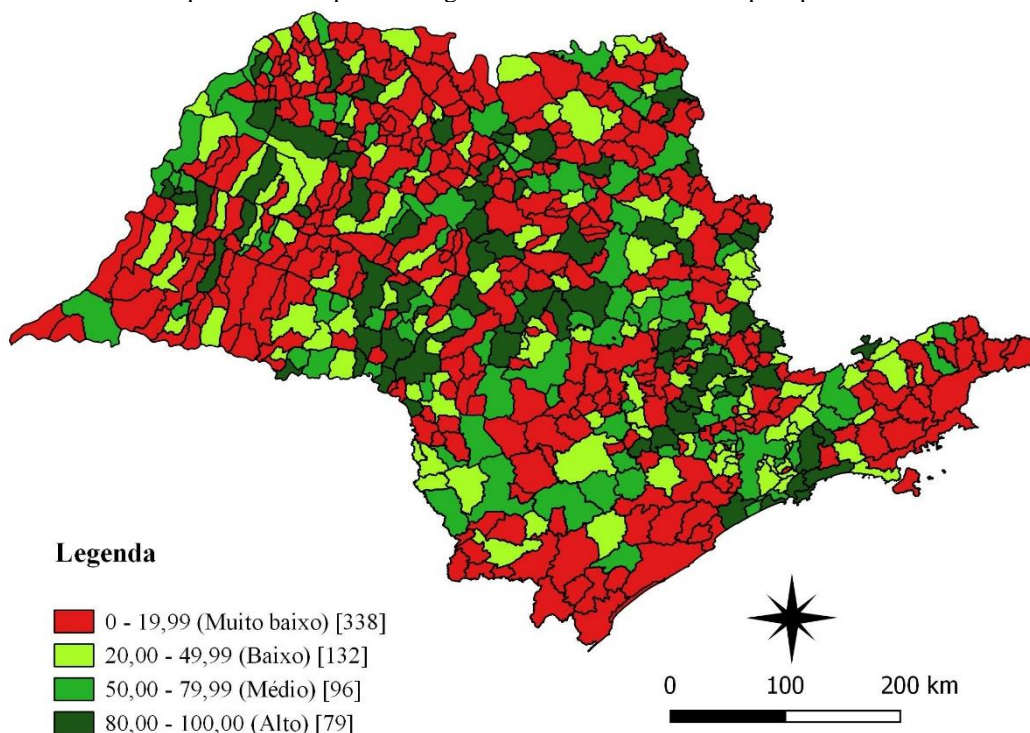 Legenda
0 - 19,99 (Muito baixo) [338]
20,00 - 49,99 (Baixo) [132]
50,00 - 79,99 (Médio) [96]
80,00 - 100,00 (Alto) [79]
0 100 200 km